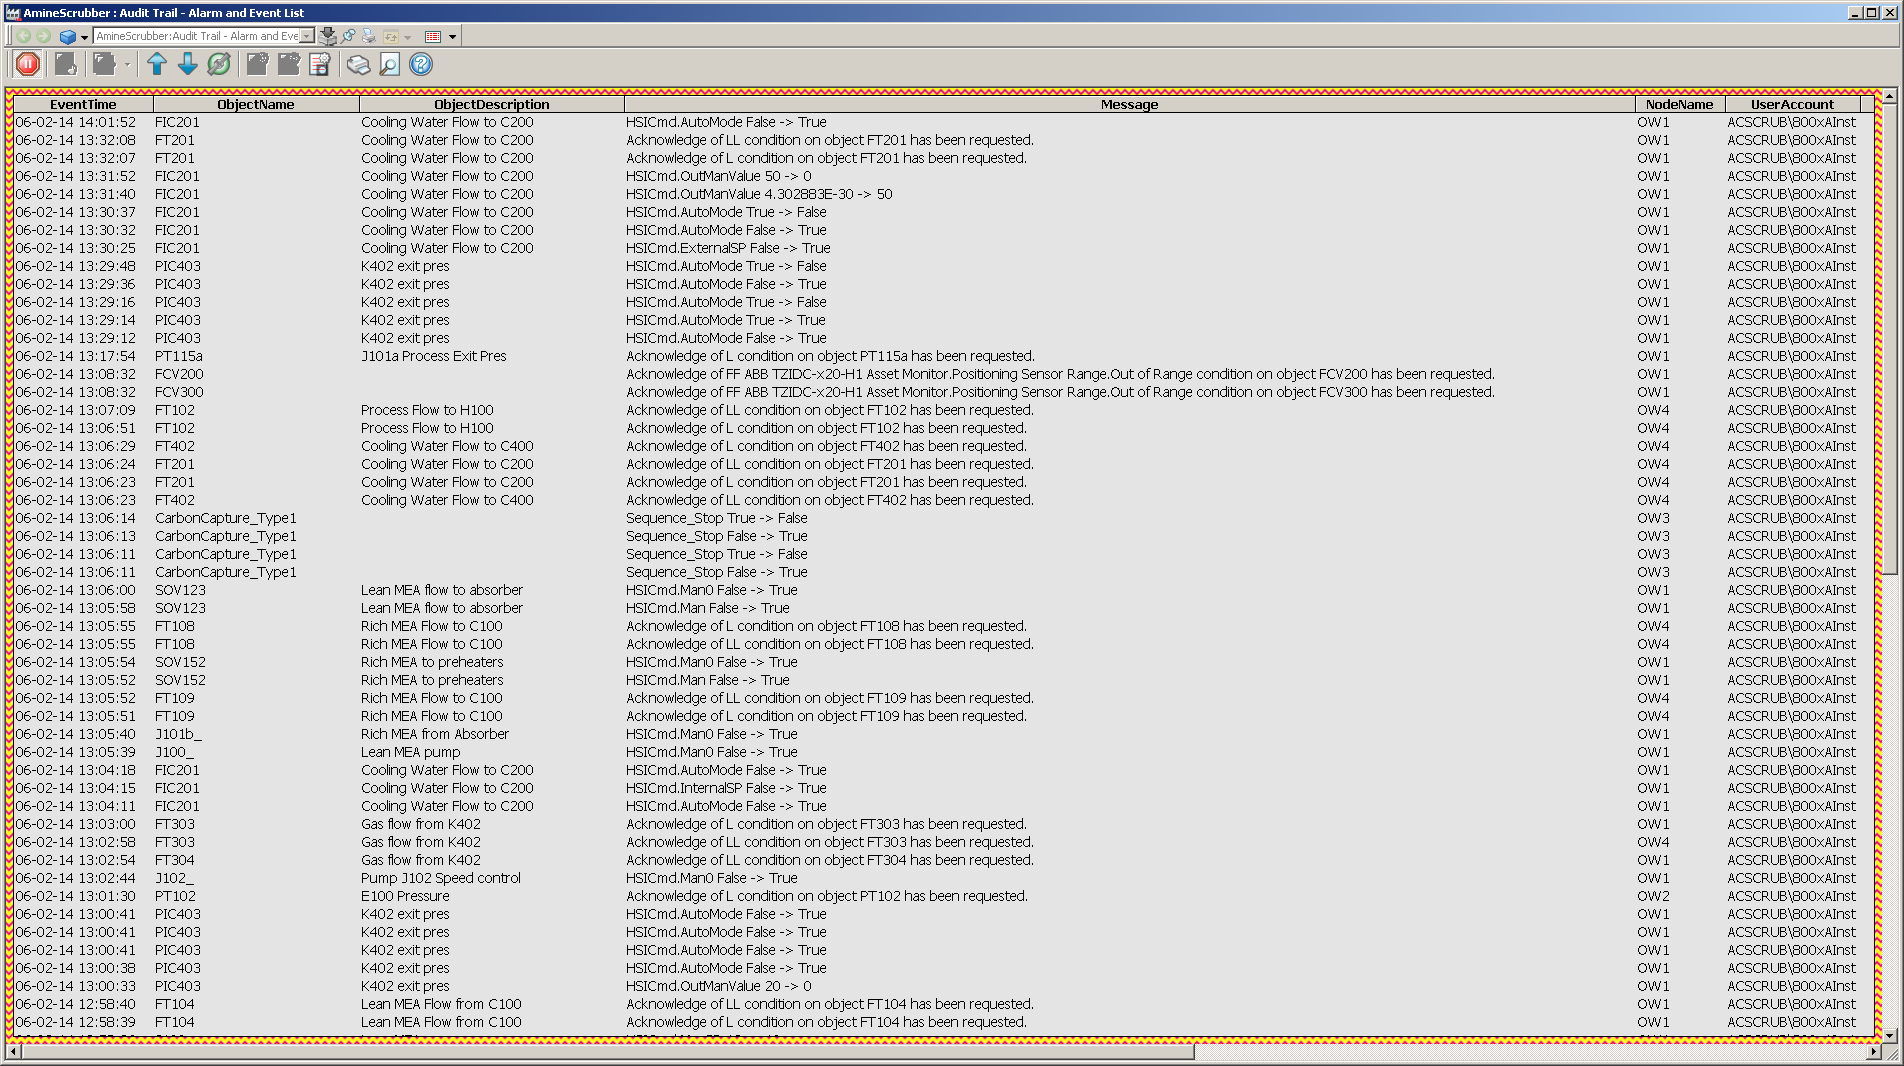 AmineScrubber : Audit Trail - Alarm and Event List
AmineScrubber:Audit Trail - Alarm and Eve
EventTime ObjectName ObjectDescription Message NodeName UserAccount
06-02-14 14:01:52 FIC201 Cooling Water Flow to C200 HSICmd.AutoMode False -> True OW1 ACSCRUB\800xAInst
06-02-14 13:32:08 FT201 Cooling Water Flow to C200 Acknowledge of LL condition on object FT201 has been requested. OW1 ACSCRUB\800xAInst
06-02-14 13:32:07 FT201 Cooling Water Flow to C200 Acknowledge of L condition on object FT201 has been requested. OW1 ACSCRUB\800xAInst
06-02-14 13:31:52 FIC201 Cooling Water Flow to C200 HSICmd.OutManValue 50 -> 0 OW1 ACSCRUB\800xAInst
06-02-14 13:31:40 FIC201 Cooling Water Flow to C200 HSICmd.OutManValue 4.302883E-30 -> 50 OW1 ACSCRUB\800xAInst
06-02-14 13:30:37 FIC201 Cooling Water Flow to C200 HSICmd.AutoMode True -> False OW1 ACSCRUB\800xAInst
06-02-14 13:30:32 FIC201 Cooling Water Flow to C200 HSICmd.AutoMode False -> True OW1 ACSCRUB\800xAInst
06-02-14 13:30:25 FIC201 Cooling Water Flow to C200 HSICmd.ExternalSP False -> True OW1 ACSCRUB\800xAInst
06-02-14 13:29:48 PIC403 K402 exit pres HSICmd.AutoMode True -> False OW1 ACSCRUB\800xAInst
06-02-14 13:29:36 PIC403 K402 exit pres HSICmd.AutoMode False -> True OW1 ACSCRUB\800xAInst
06-02-14 13:29:16 PIC403 K402 exit pres HSICmd.AutoMode True -> False OW1 ACSCRUB\800xAInst
06-02-14 13:29:14 PIC403 K402 exit pres HSICmd.AutoMode True -> True OW1 ACSCRUB\800xAInst
06-02-14 13:29:12 PIC403 K402 exit pres HSICmd.AutoMode False -> True OW1 ACSCRUB\800xAInst
06-02-14 13:17:54 PT115a J101a Process Exit Pres Acknowledge of L condition on object PT115a has been requested. OW1 ACSCRUB\800xAInst
06-02-14 13:08:32 FCV200 Acknowledge of FF ABB TZIDC-x20-H1 Asset Monitor.Positioning Sensor Range.Out of Range condition on object FCV200 has been requested. OW1 ACSCRUB\800xAInst
06-02-14 13:08:32 FCV300 Acknowledge of FF ABB TZIDC-x20-H1 Asset Monitor.Positioning Sensor Range.Out of Range condition on object FCV300 has been requested. OW1 ACSCRUB\800xAInst
06-02-14 13:07:09 FT102 Process Flow to H100 Acknowledge of LL condition on object FT102 has been requested. OW4 ACSCRUB\800xAInst
06-02-14 13:06:51 FT102 Process Flow to H100 Acknowledge of L condition on object FT102 has been requested. OW4 ACSCRUB\800xAInst
06-02-14 13:06:29 FT402 Cooling Water Flow to C400 Acknowledge of L condition on object FT402 has been requested. OW4 ACSCRUB\800xAInst
06-02-14 13:06:24 FT201 Cooling Water Flow to C200 Acknowledge of LL condition on object FT201 has been requested. OW4 ACSCRUB\800xAInst
06-02-14 13:06:23 FT201 Cooling Water Flow to C200 Acknowledge of L condition on object FT201 has been requested. OW4 ACSCRUB\800xAInst
06-02-14 13:06:23 FT402 Cooling Water Flow to C400 Acknowledge of LL condition on object FT402 has been requested. OW4 ACSCRUB\800xAInst
06-02-14 13:06:14 CarbonCapture_Type1 Sequence_Stop True -> False OW3 ACSCRUB\800xAInst
06-02-14 13:06:13 CarbonCapture_Type1 Sequence_Stop False -> True OW3 ACSCRUB\800xAInst
06-02-14 13:06:11 CarbonCapture_Type1 Sequence_Stop True -> False OW3 ACSCRUB\800xAInst
06-02-14 13:06:11 CarbonCapture_Type1 Sequence_Stop False -> True OW3 ACSCRUB\800xAInst
06-02-14 13:06:00 SOV123 Lean MEA flow to absorber HSICmd.Man0 False -> True OW1 ACSCRUB\800xAInst
06-02-14 13:05:58 SOV123 Lean MEA flow to absorber HSICmd.Man False -> True OW1 ACSCRUB\800xAInst
06-02-14 13:05:55 FT108 Rich MEA Flow to C100 Acknowledge of L condition on object FT108 has been requested. OW4 ACSCRUB\800xAInst
06-02-14 13:05:55 FT108 Rich MEA Flow to C100 Acknowledge of LL condition on object FT108 has been requested. OW4 ACSCRUB\800xAInst
06-02-14 13:05:54 SOV152 Rich MEA to preheaters HSICmd.Man0 False -> True OW1 ACSCRUB\800xAInst
06-02-14 13:05:52 SOV152 Rich MEA to preheaters HSICmd.Man False -> True OW1 ACSCRUB\800xAInst
06-02-14 13:05:52 FT109 Rich MEA Flow to C100 Acknowledge of LL condition on object FT109 has been requested. OW4 ACSCRUB\800xAInst
06-02-14 13:05:51 FT109 Rich MEA Flow to C100 Acknowledge of L condition on object FT109 has been requested. OW4 ACSCRUB\800xAInst
06-02-14 13:05:40 J101b_ Rich MEA from Absorber HSICmd.Man0 False -> True OW1 ACSCRUB\800xAInst
06-02-14 13:05:39 J100_ Lean MEA pump HSICmd.Man0 False -> True OW1 ACSCRUB\800xAInst
06-02-14 13:04:18 FIC201 Cooling Water Flow to C200 HSICmd.AutoMode False -> True OW1 ACSCRUB\800xAInst
06-02-14 13:04:15 FIC201 Cooling Water Flow to C200 HSICmd.InternalSP False -> True OW1 ACSCRUB\800xAInst
06-02-14 13:04:11 FIC201 Cooling Water Flow to C200 HSICmd.AutoMode False -> True OW1 ACSCRUB\800xAInst
06-02-14 13:03:00 FT303 Gas flow from K402 Acknowledge of L condition on object FT303 has been requested. OW1 ACSCRUB\800xAInst
06-02-14 13:02:58 FT303 Gas flow from K402 Acknowledge of LL condition on object FT303 has been requested. OW4 ACSCRUB\800xAInst
06-02-14 13:02:54 FT304 Gas flow from K402 Acknowledge of LL condition on object FT304 has been requested. OW1 ACSCRUB\800xAInst
06-02-14 13:02:44 J102_ Pump J102 Speed control HSICmd.Man0 False -> True OW1 ACSCRUB\800xAInst
06-02-14 13:01:30 PT102 E100 Pressure Acknowledge of L condition on object PT102 has been requested. OW2 ACSCRUB\800xAInst
06-02-14 13:00:41 PIC403 K402 exit pres HSICmd.AutoMode False -> True OW1 ACSCRUB\800xAInst
06-02-14 13:00:41 PIC403 K402 exit pres HSICmd.AutoMode False -> True OW1 ACSCRUB\800xAInst
06-02-14 13:00:41 PIC403 K402 exit pres HSICmd.AutoMode False -> True OW1 ACSCRUB\800xAInst
06-02-14 13:00:38 PIC403 K402 exit pres HSICmd.AutoMode False -> True OW1 ACSCRUB\800xAInst
06-02-14 13:00:33 PIC403 K402 exit pres HSICmd.OutManValue 20 -> 0 OW1 ACSCRUB\800xAInst
06-02-14 12:58:40 FT104 Lean MEA Flow from C100 Acknowledge of LL condition on object FT104 has been requested. OW1 ACSCRUB\800xAInst
06-02-14 12:58:39 FT104 Lean MEA Flow from C100 Acknowledge of L condition on object FT104 has been requested. OW1 ACSCRUB\800xAInst